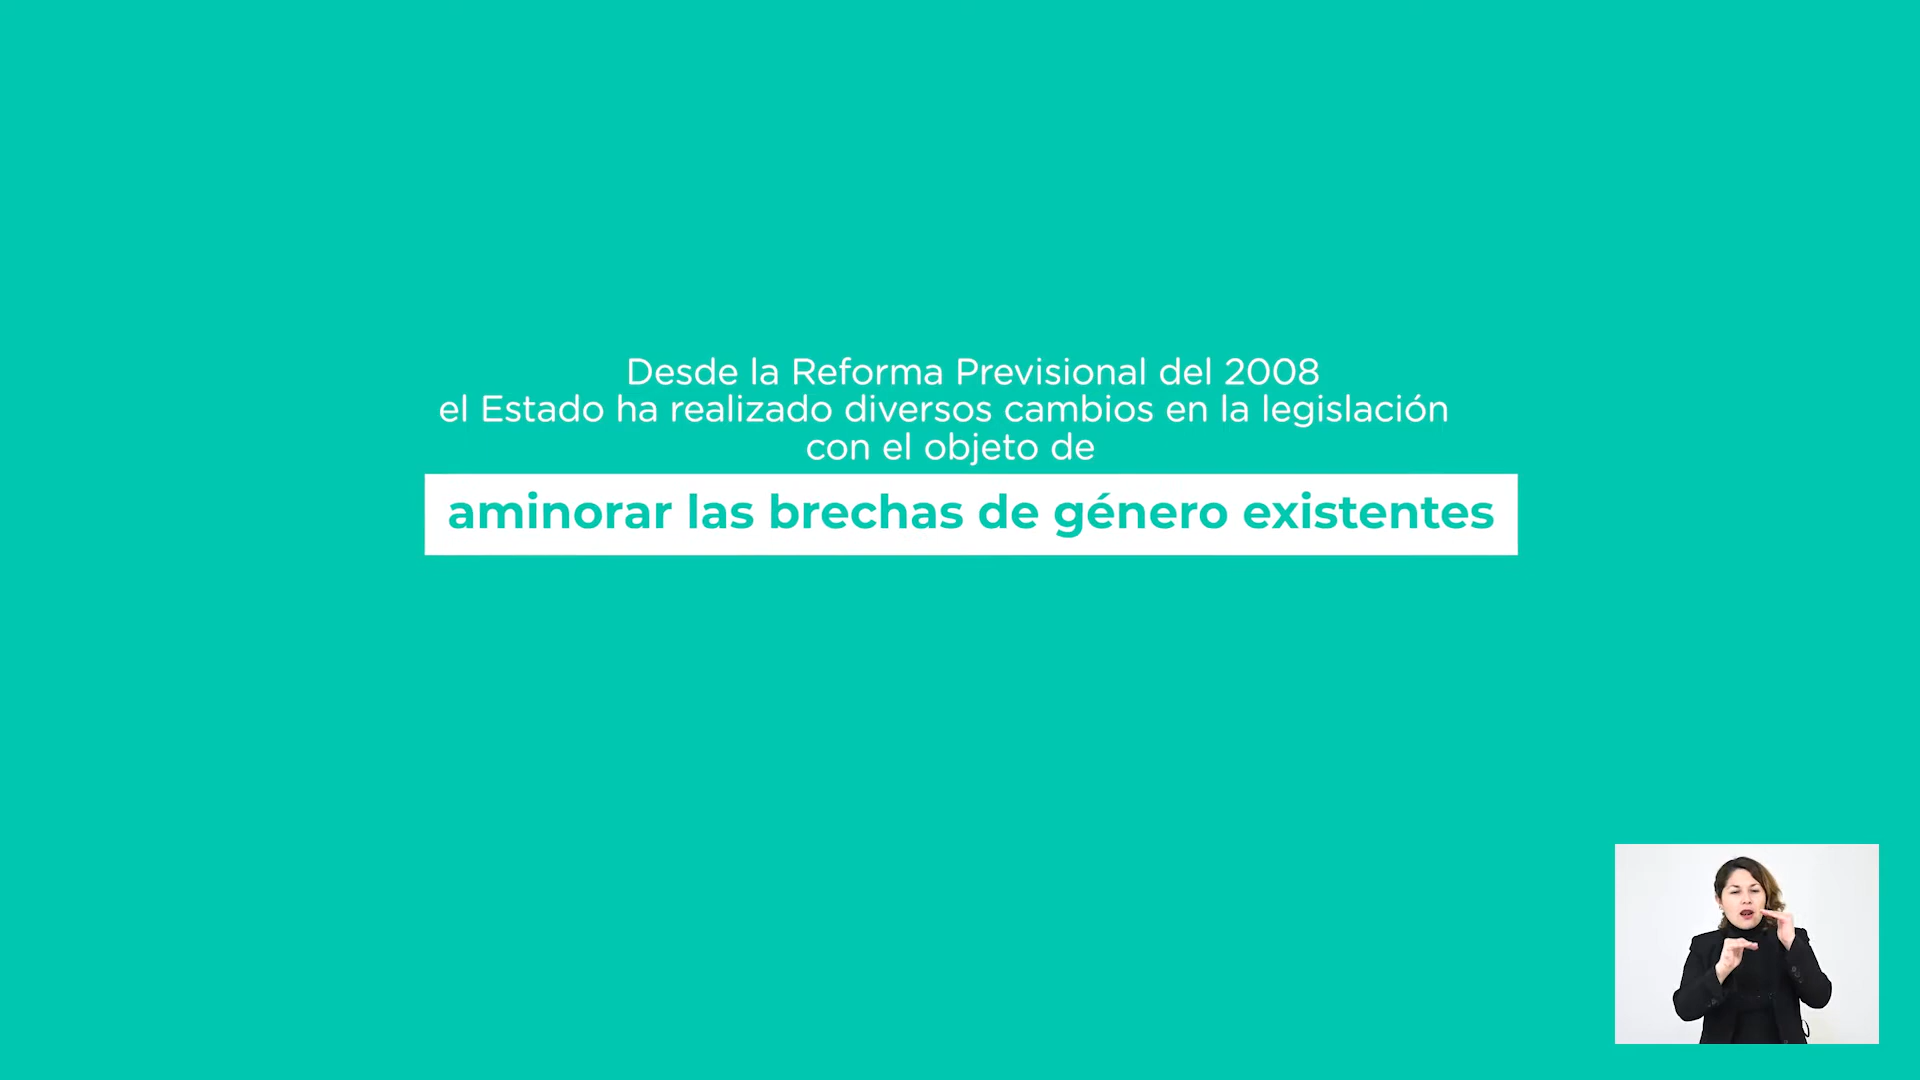 Desde la Reforma Previsional del 2008
el Estado ha realizado diversos cambios en la legislación
con el objeto de
aminorar las brechas de género existentes